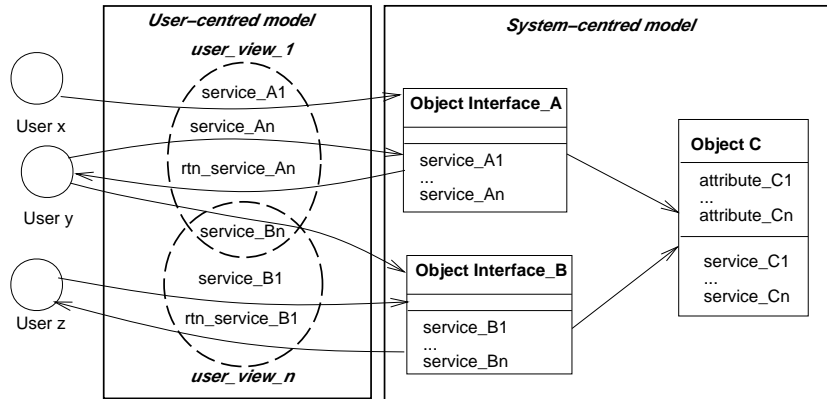 User–centred model
System–centred model
user_view_1
User x
service_A1
service_An
rtn_service_An
User y
service_Bn
service_B1
User z
rtn_service_B1
user_view_n
Object Interface_A
service_A1
...
service_An
Object Interface_B
service_B1
...
service_Bn
Object C
attribute_C1
...
attribute_Cn
service_C1
...
service_Cn